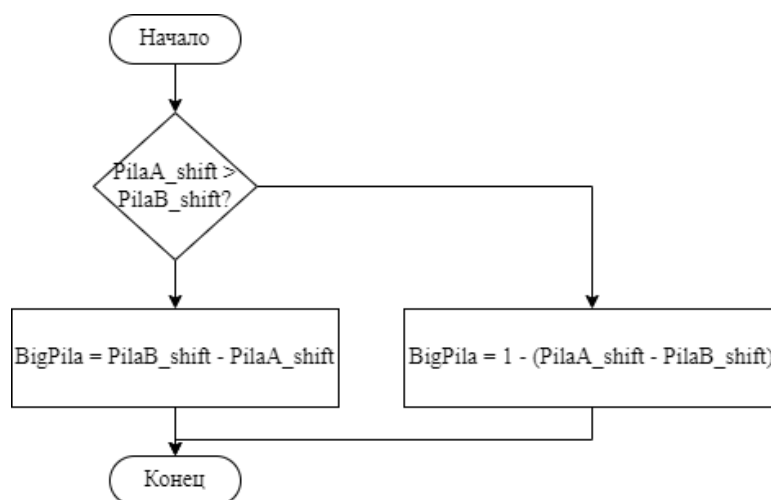 Начало
PilaA_shift >
PilaB_shift?
BigPila = PilaB_shift - PilaA_shift
BigPila = 1 - (PilaA_shift - PilaB_shift)
Конец